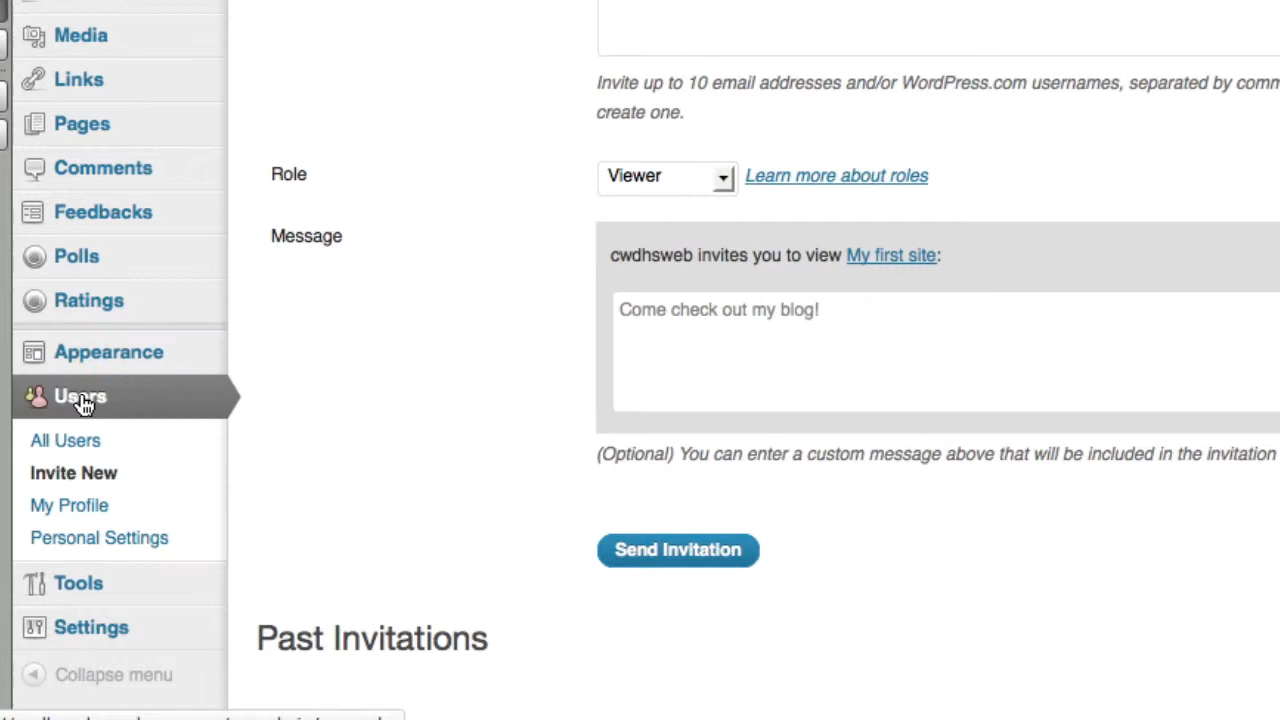 Media
Links
Pages
Comments
Feedbacks
Polls
Ratings
Appearance
Users
All Users
Invite New
My Profile
Personal Settings
Tools
Settings
Collapse menu
Invite up to 10 email addresses and/or WordPress.com usernames, separated by
create one.
Role
Viewer
Learn more about roles
Message
cwdhsweb invites you to view My first site:
Come check out my blog!
(Optional) You can enter a custom message above that will be included in the invitation
Send Invitation
Past Invitations